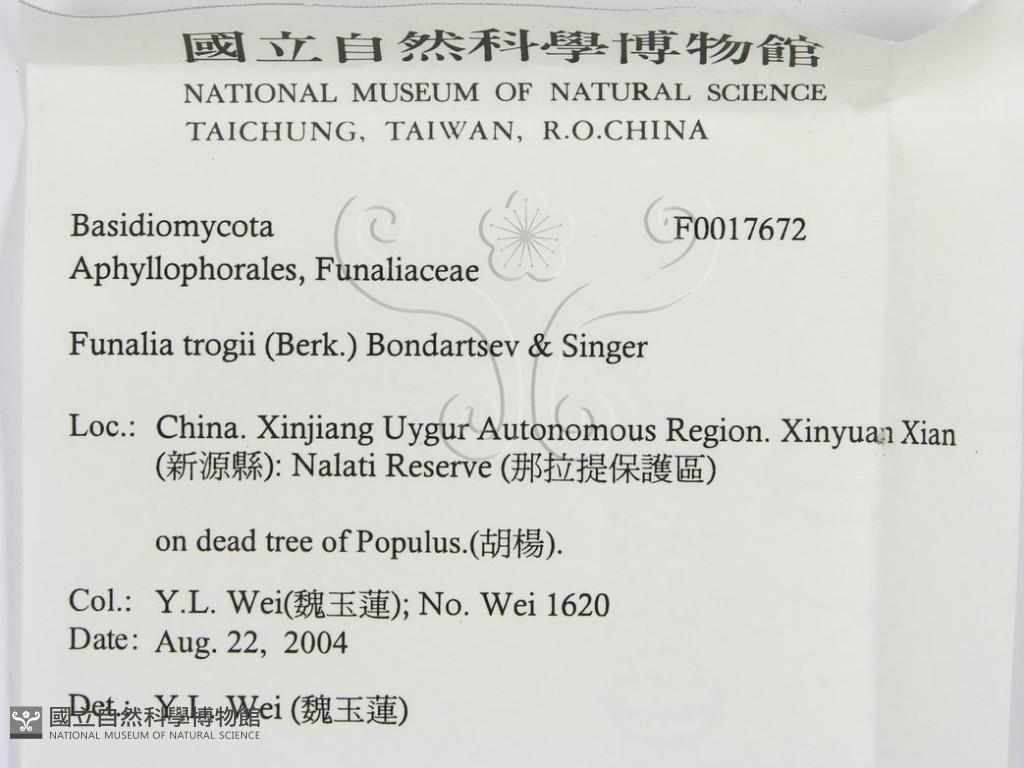 國立自然科學博物館
NATIONAL MUSEUM OF NATURAL SCIENCE
TAICHUNG, TAIWAN, R.O.CHINA
Basidiomycota F0017672
Aphyllophorales, Funaliaceae
Funalia trogii (Berk.) Bondartsev & Singer
Loc.: China. Xinjiang Uygur Autonomous Region. Xinyuan Xian
(新源縣): Nalati Reserve (那拉提保護區)
on dead tree of Populus.(胡楊).
Col.: Y.L. Wei(魏玉蓮); No. Wei 1620
Date: Aug. 22, 2004
Det.: Y.L. Wei (魏玉蓮)
國立自然科學博物館
NATIONAL MUSEUM OF NATURAL SCIENCE